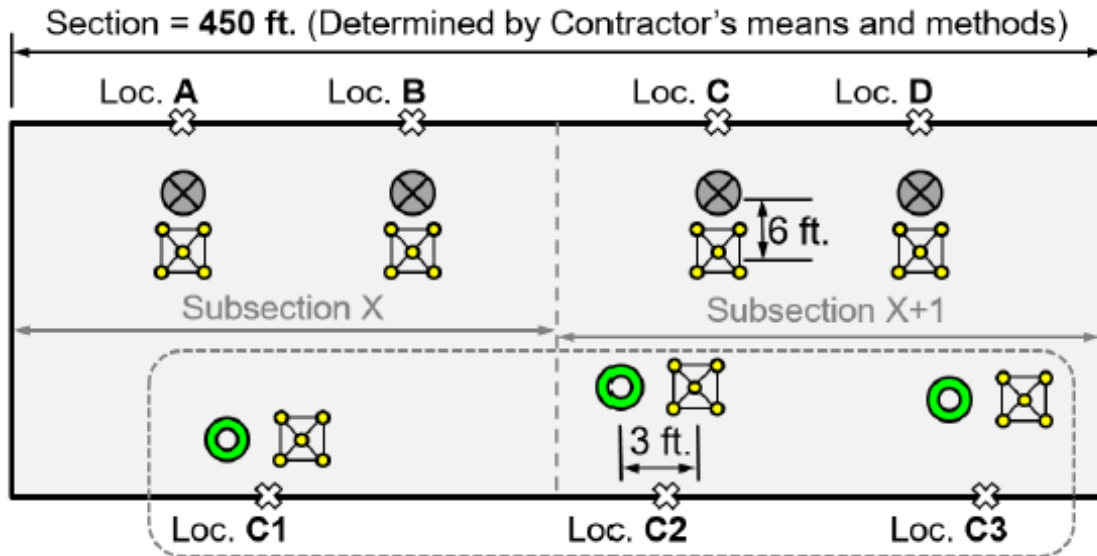 Section = 450 ft. (Determined by Contractor's means and methods)
Loc. A Loc. B Loc. C Loc. D
6 ft.
Subsection X Subsection X+1
3 ft.
Loc. C1 Loc. C2 Loc. C3